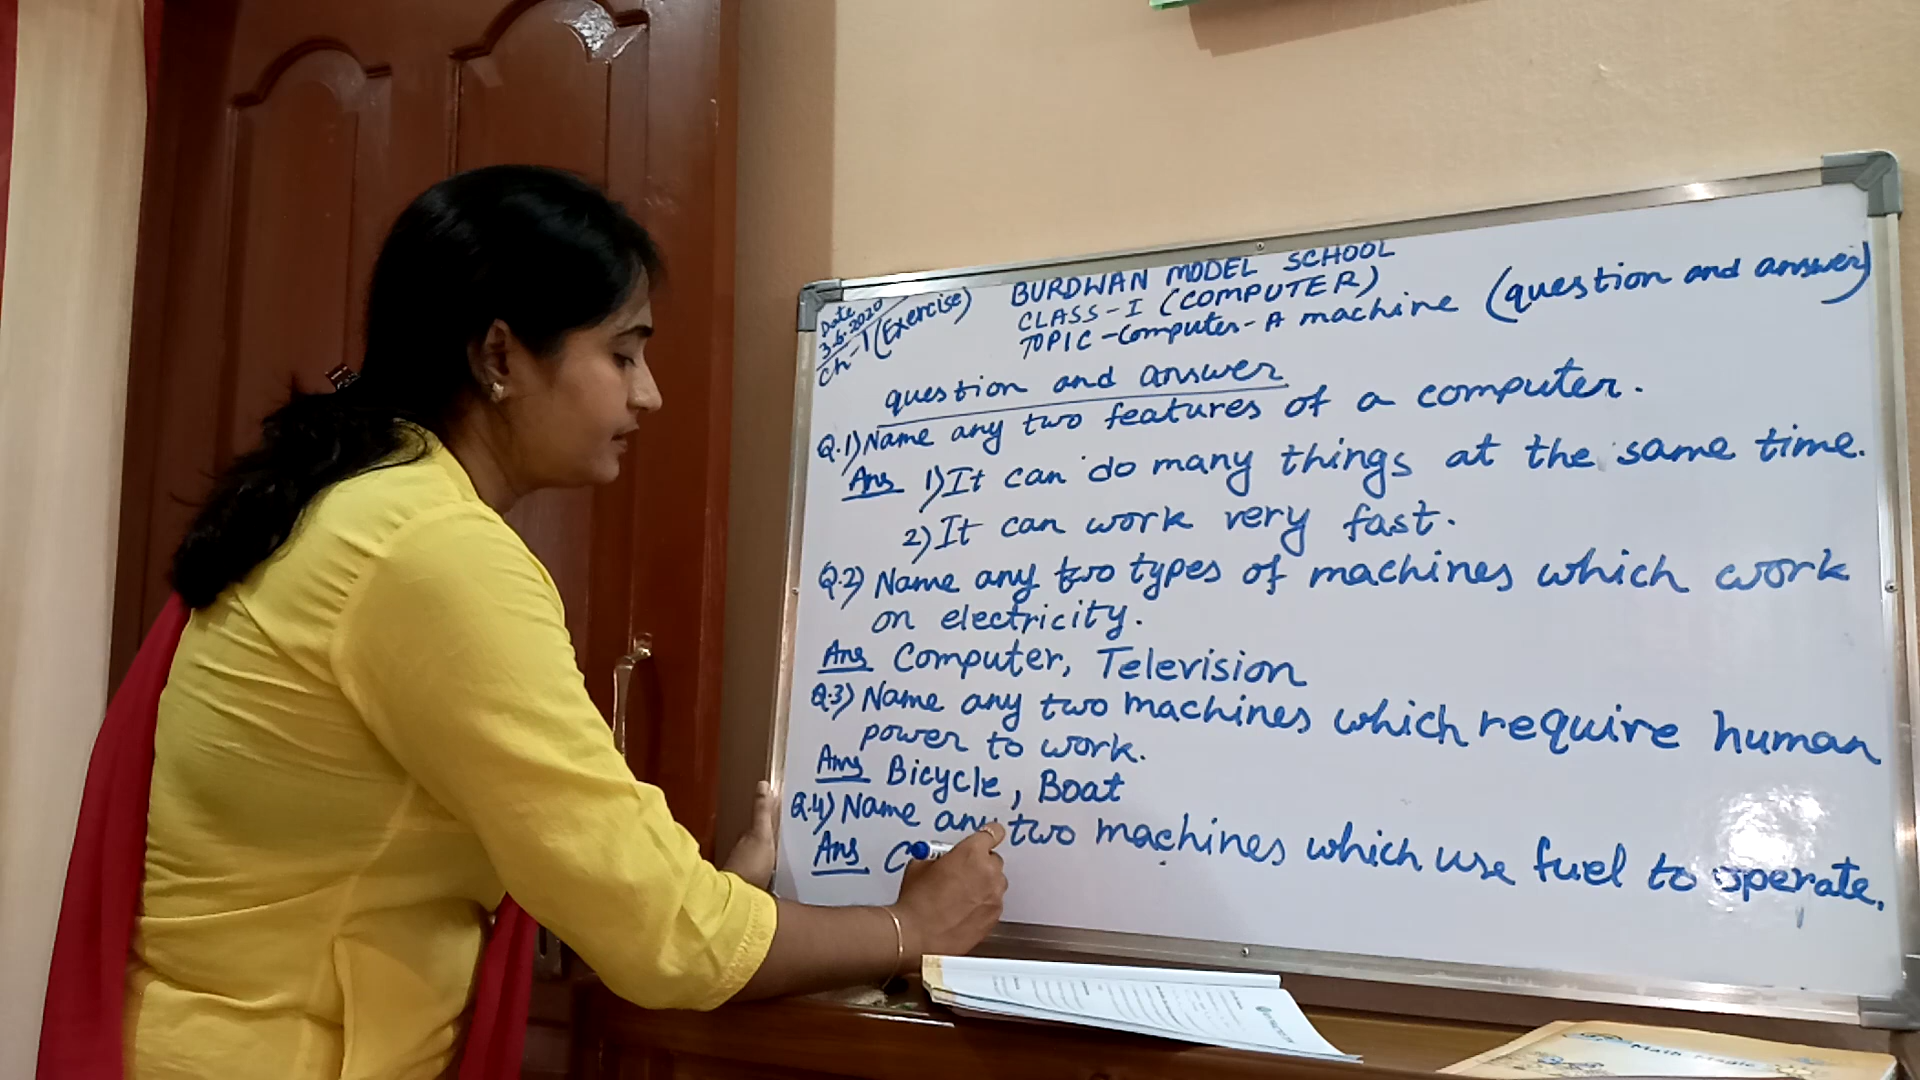 Date
3.6.2020
Ch-1 (Exercise)
BURDWAN MODEL SCHOOL
CLASS-I (COMPUTER)
TOPIC-Computer-A machine (question and answer)
question and answer
Q.1) Name any two features of a computer.
Ans 1) It can do many things at the same time.
2) It can work very fast.
Q.2) Name any two types of machines which work
on electricity.
Ans Computer, Television
Q.3) Name any two machines which require human
power to work.
Ans Bicycle, Boat
Q.4) Name any two machines which use fuel to operate.
Ans C
Math Magic